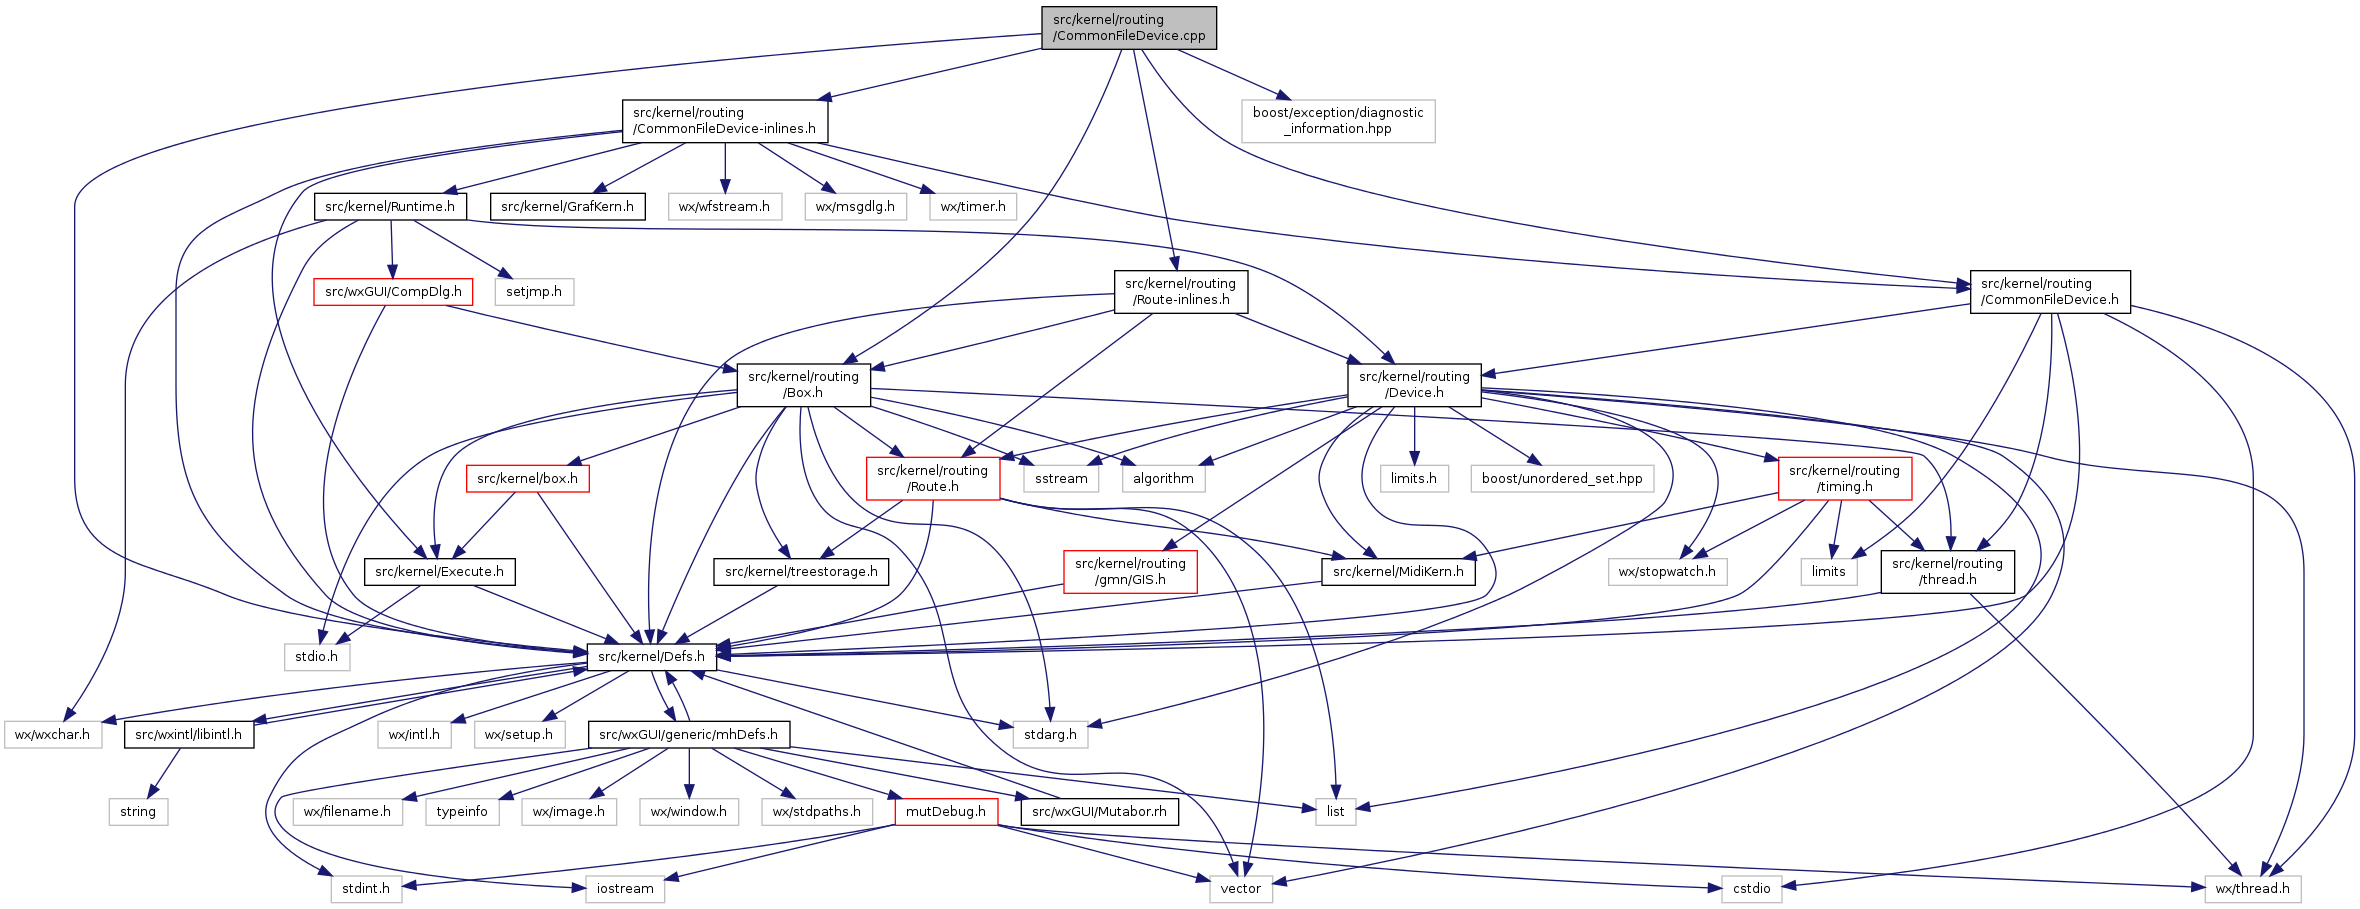 src/kernel/routing
/CommonFileDevice.cpp
src/kernel/routing
/CommonFileDevice-inlines.h
boost/exception/diagnostic
_information.hpp
src/kernel/Runtime.h
src/kernel/GrafKern.h
wx/wfstream.h
wx/msgdlg.h
wx/timer.h
src/wxGUI/CompDlg.h
setjmp.h
src/kernel/routing
/Route-inlines.h
src/kernel/routing
/CommonFileDevice.h
src/kernel/routing
/Box.h
src/kernel/routing
/Device.h
src/kernel/box.h
src/kernel/routing
/Route.h
sstream
algorithm
limits.h
boost/unordered_set.hpp
src/kernel/routing
/timing.h
src/kernel/Execute.h
src/kernel/treestorage.h
src/kernel/routing
/gmn/GIS.h
src/kernel/MidiKern.h
wx/stopwatch.h
limits
src/kernel/routing
/thread.h
stdio.h
src/kernel/Defs.h
wx/wxchar.h
src/wxintl/libintl.h
wx/intl.h
wx/setup.h
src/wxGUI/generic/mhDefs.h
stdarg.h
string
wx/filename.h
typeinfo
wx/image.h
wx/window.h
wx/stdpaths.h
mutDebug.h
src/wxGUI/Mutabor.rh
list
stdint.h
iostream
vector
cstdio
wx/thread.h